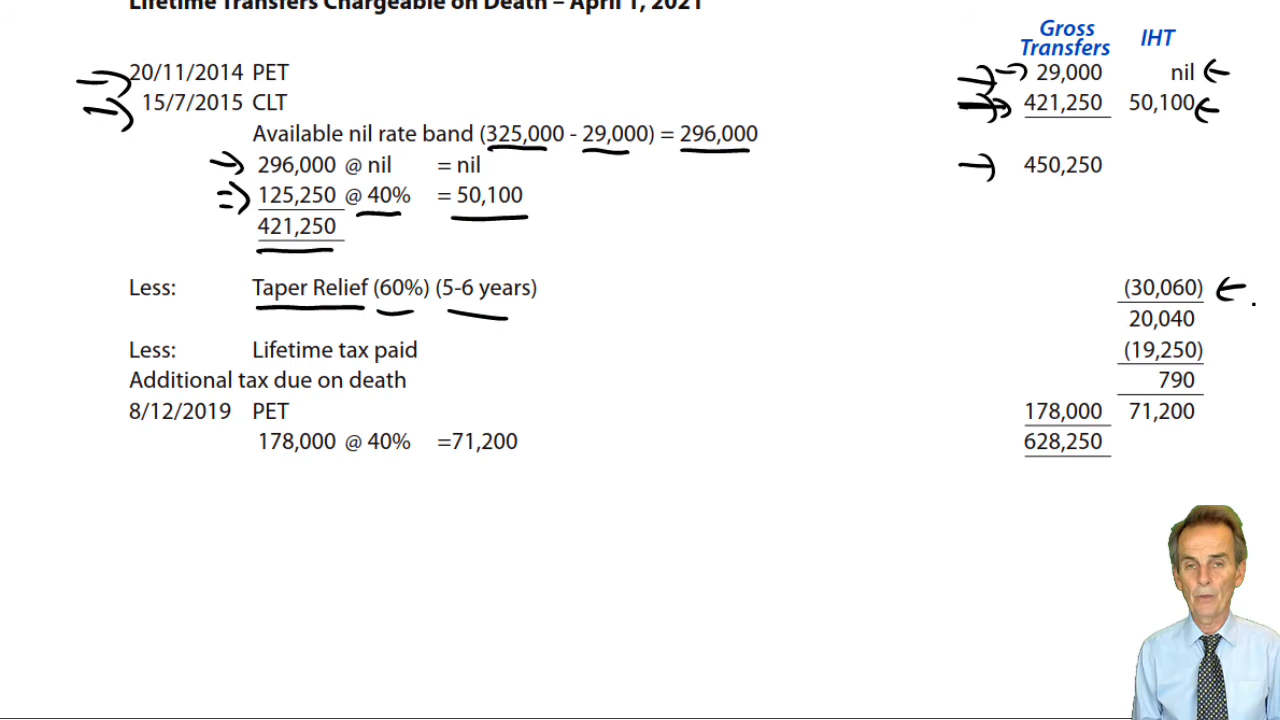 Lifetime Transfers Chargeable on Death – April 1, 2021
Gross Transfers IHT
20/11/2014 PET 29,000 nil
15/7/2015 CLT 421,250 50,100
Available nil rate band (325,000 - 29,000) = 296,000
296,000 @ nil = nil 450,250
125,250 @ 40% = 50,100
421,250
Less: Taper Relief (60%) (5-6 years) (30,060)
20,040
Less: Lifetime tax paid (19,250)
Additional tax due on death 790
8/12/2019 PET 178,000 71,200
178,000 @ 40% =71,200 628,250